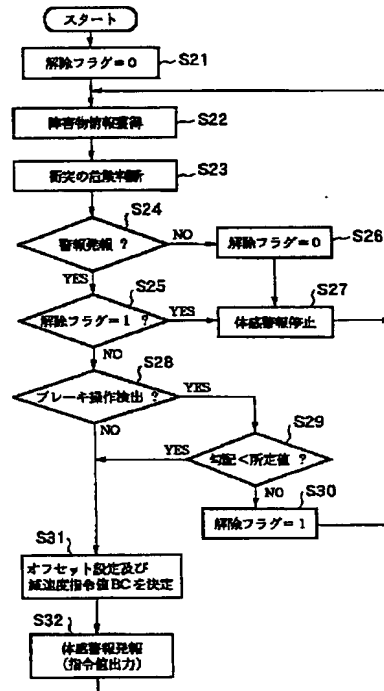 スタート
解除フラグ=0
S21
障害物情報獲得
S22
衝突の危険判断
S23
S24
警報発報 ?
NO
解除フラグ=0
S26
YES
S25
解除フラグ=1 ?
YES
体感警報停止
S27
NO
S28
ブレーキ操作検出 ?
YES
NO
S29
YES
勾配<所定値 ?
NO
S30
解除フラグ=1
S31
オフセット設定及び
減速度指令値BCを決定
S32
体感警報発報
(指令値出力)